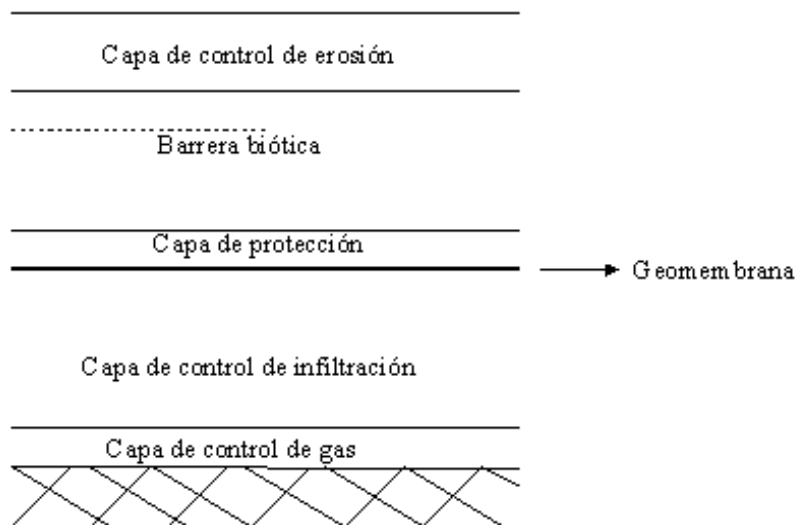 Capa de control de erosión
Barrera biótica
Capa de protección
Geomembrana
Capa de control de infiltración
Capa de control de gas